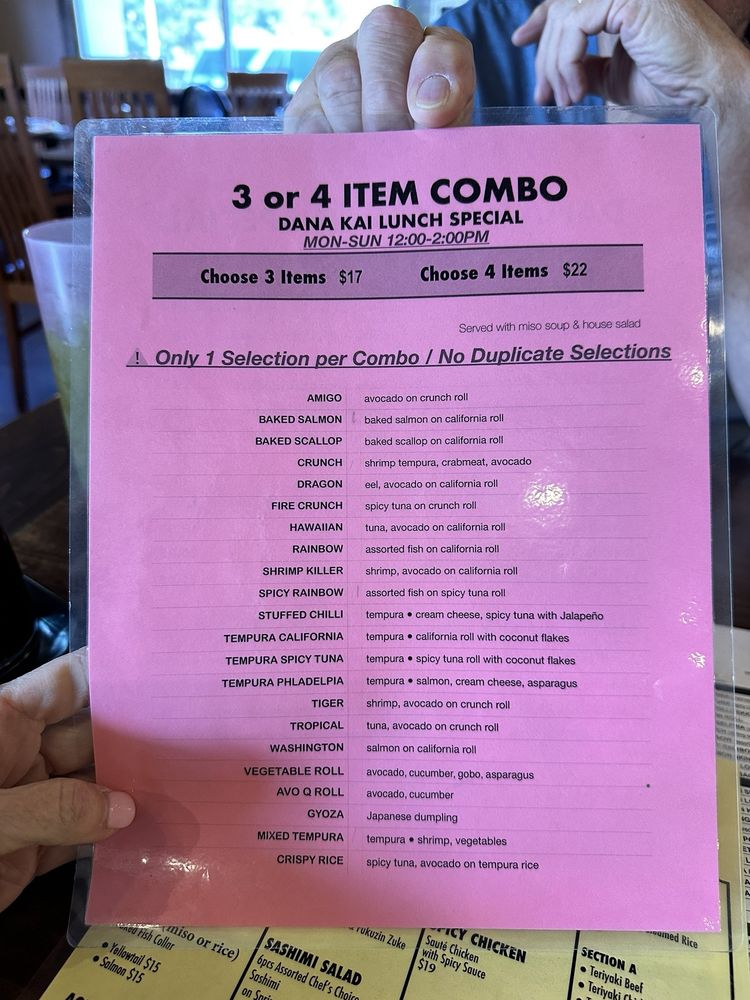 3 or 4 ITEM COMBO
DANA KAI LUNCH SPECIAL
MON-SUN 12:00-2:00PM
Choose 3 Items $17 Choose 4 Items $22
Served with miso soup & house salad
! Only 1 Selection per Combo / No Duplicate Selections
AMIGO avocado on crunch roll
BAKED SALMON baked salmon on california roll
BAKED SCALLOP baked scallop on california roll
CRUNCH shrimp tempura, crabmeat, avocado
DRAGON eel, avocado on california roll
FIRE CRUNCH spicy tuna on crunch roll
HAWAIIAN tuna, avocado on california roll
RAINBOW assorted fish on california roll
SHRIMP KILLER shrimp, avocado on california roll
SPICY RAINBOW assorted fish on spicy tuna roll
STUFFED CHILLI tempura • cream cheese, spicy tuna with Jalapeño
TEMPURA CALIFORNIA tempura • california roll with coconut flakes
TEMPURA SPICY TUNA tempura • spicy tuna roll with coconut flakes
TEMPURA PHLADELPIA tempura • salmon, cream cheese, asparagus
TIGER shrimp, avocado on crunch roll
TROPICAL tuna, avocado on crunch roll
WASHINGTON salmon on california roll
VEGETABLE ROLL avocado, cucumber, gobo, asparagus
AVO Q ROLL avocado, cucumber
GYOZA Japanese dumpling
MIXED TEMPURA tempura • shrimp, vegetables
CRISPY RICE spicy tuna, avocado on tempura rice
(miso or rice)
Fish Collar
• Yellowtail $15
• Salmon $15
Fukuzin Zuke
SASHIMI SALAD
6pcs Assorted Chef's Choice
Sashimi
CHICKEN
Sauté Chicken
with Spicy Sauce
$19
Steamed Rice
SECTION A
• Teriyaki Beef
• Teriyaki